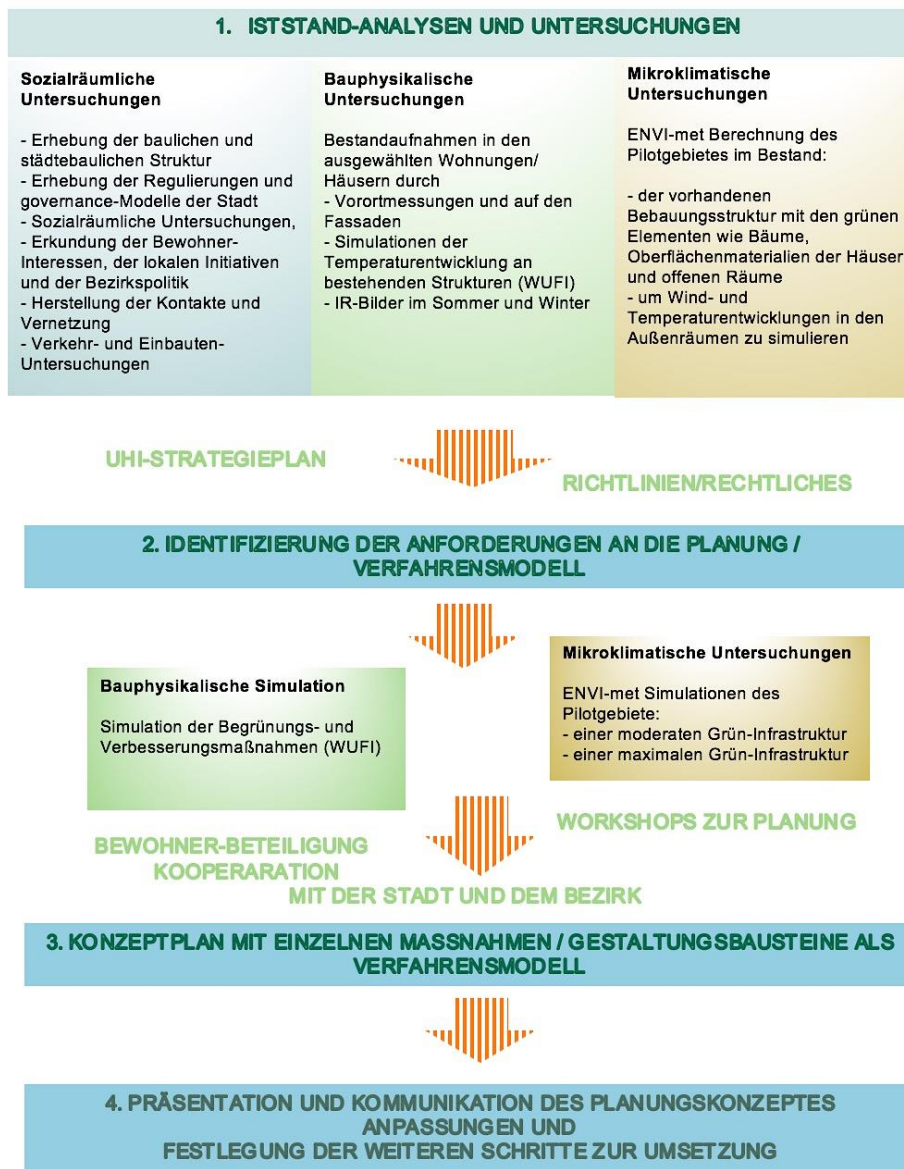 1. ISTSTAND-ANALYSEN UND UNTERSUCHUNGEN
Sozialräumliche
Untersuchungen
- Erhebung der baulichen und
städtebaulichen Struktur
- Erhebung der Regulierungen und
governance-Modelle der Stadt
- Sozialräumliche Untersuchungen,
- Erkundung der Bewohner-
Interessen, der lokalen Initiativen
und der Bezirkspolitik
- Herstellung der Kontakte und
Vernetzung
- Verkehr- und Einbauten-
Untersuchungen
Bauphysikalische
Untersuchungen
Bestandaufnahmen in den
ausgewählten Wohnungen/
Häusern durch
- Vorortmessungen und auf den
Fassaden
- Simulationen der
Temperaturentwicklung an
bestehenden Strukturen (WUFI)
- IR-Bilder im Sommer und Winter
Mikroklimatische
Untersuchungen
ENVI-met Berechnung des
Pilotgebietes im Bestand:
- der vorhandenen
Bebauungsstruktur mit den grünen
Elementen wie Bäume,
Oberflächenmaterialien der Häuser
und offenen Räume
- um Wind- und
Temperaturentwicklungen in den
Außenräumen zu simulieren
UHI-STRATEGIEPLAN
RICHTLINIEN/RECHTLICHES
2. IDENTIFIZIERUNG DER ANFORDERUNGEN AN DIE PLANUNG /
VERFAHRENSMODELL
Bauphysikalische Simulation
Simulation der Begrünungs- und
Verbesserungsmaßnahmen (WUFI)
Mikroklimatische Untersuchungen
ENVI-met Simulationen des
Pilotgebiete:
- einer moderaten Grün-Infrastruktur
- einer maximalen Grün-Infrastruktur
BEWOHNER-BETEILIGUNG
KOOPERARATION
WORKSHOPS ZUR PLANUNG
MIT DER STADT UND DEM BEZIRK
3. KONZEPTPLAN MIT EINZELNEN MASSNAHMEN / GESTALTUNGSBAUSTEINE ALS
VERFAHRENSMODELL
4. PRÄSENTATION UND KOMMUNIKATION DES PLANUNGSKONZEPTES
ANPASSUNGEN UND
FESTLEGUNG DER WEITEREN SCHRITTE ZUR UMSETZUNG